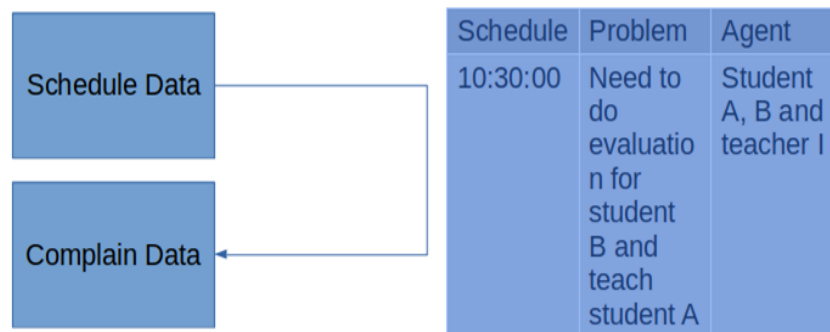 Schedule Data
Complain Data
Schedule Problem Agent
10:30:00 Need to Student
do A, B and
evaluatio teacher I
n for
student
B and
teach
student A